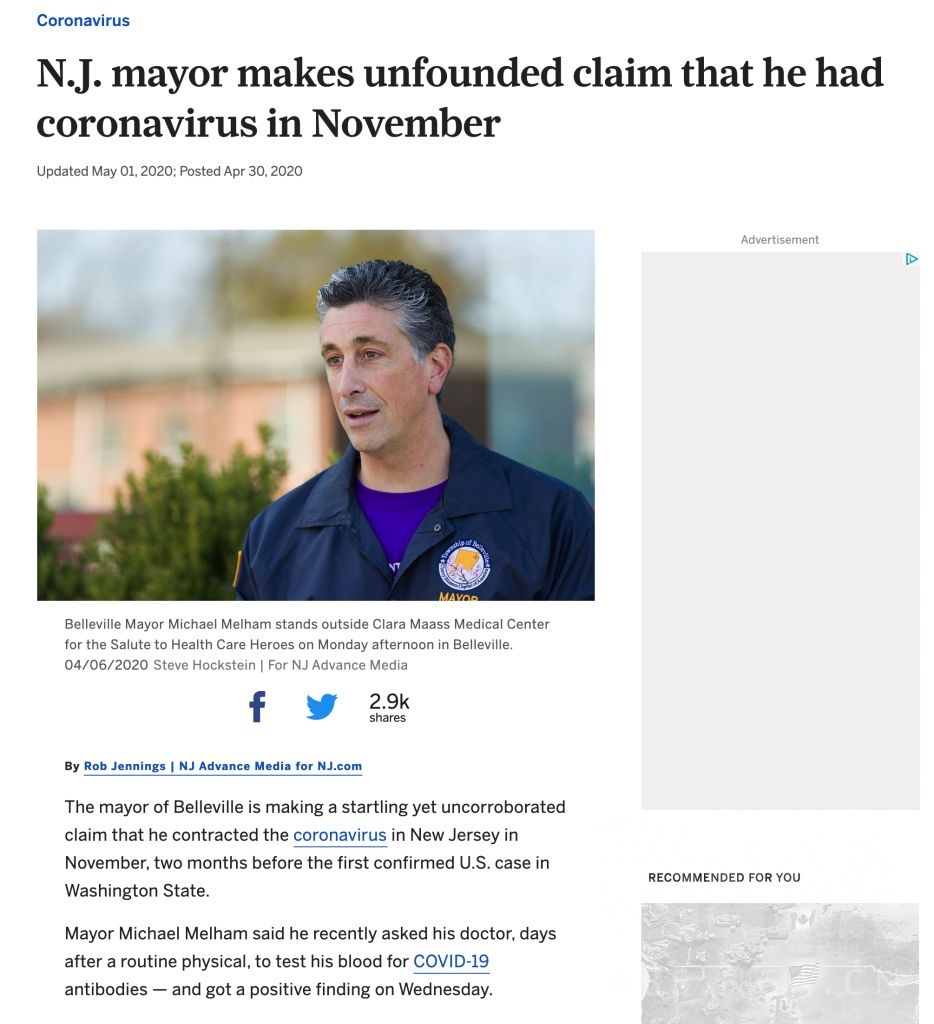 Coronavirus
N.J. mayor makes unfounded claim that he had
coronavirus in November
Updated May 01, 2020; Posted Apr 30, 2020
Advertisement
Township of Belleville
MAYOR
Belleville Mayor Michael Melham stands outside Clara Maass Medical Center
for the Salute to Health Care Heroes on Monday afternoon in Belleville.
04/06/2020 Steve Hockstein | For NJ Advance Media
2.9k
shares
By Rob Jennings | NJ Advance Media for NJ.com
The mayor of Belleville is making a startling yet uncorroborated
claim that he contracted the coronavirus in New Jersey in
November, two months before the first confirmed U.S. case in
Washington State.
RECOMMENDED FOR YOU
Mayor Michael Melham said he recently asked his doctor, days
after a routine physical, to test his blood for COVID-19
antibodies — and got a positive finding on Wednesday.